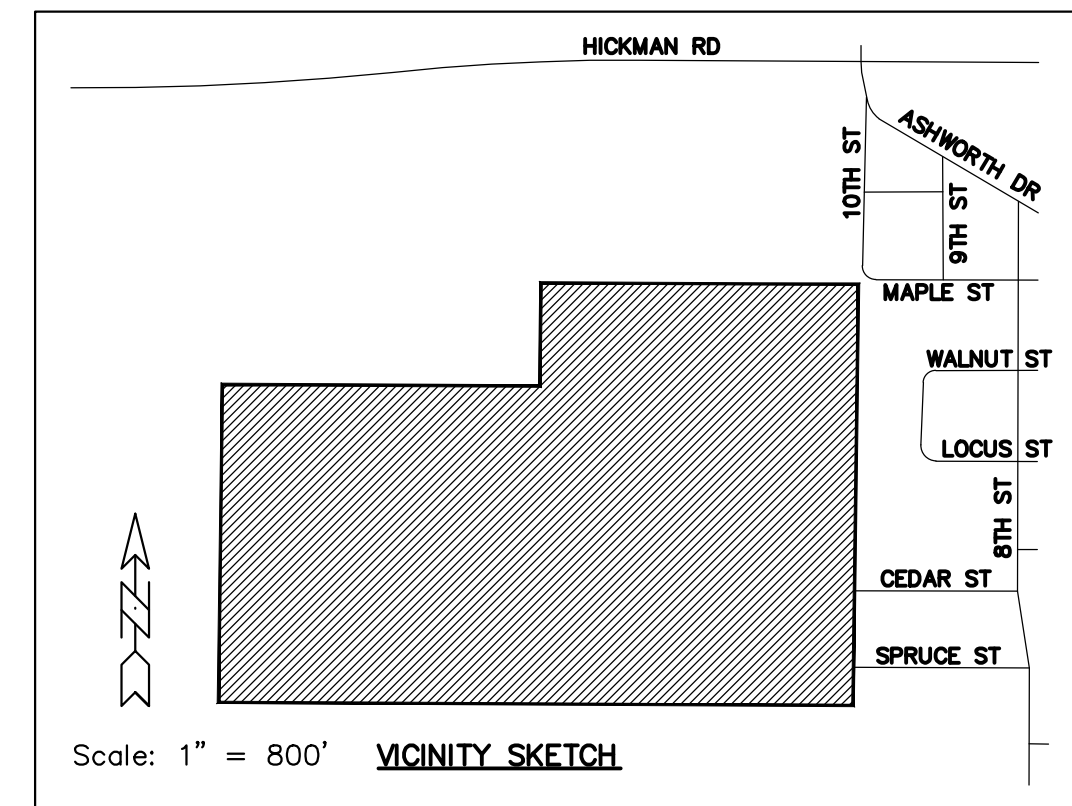 HICKMAN RD
ASHWORTH DR
10TH ST
9TH ST
MAPLE ST
WALNUT ST
LOCUS ST
8TH ST
CEDAR ST
SPRUCE ST
N
Scale: 1" = 800' VICINITY SKETCH